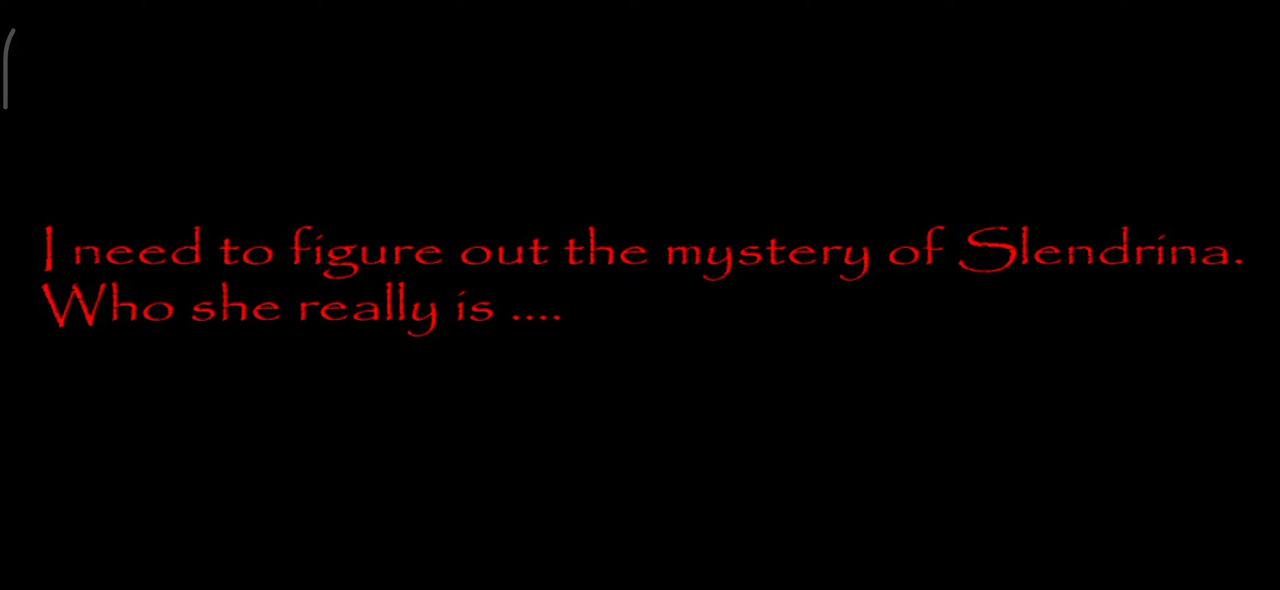 I need to figure out the mystery of Slendrina.
Who she really is ....